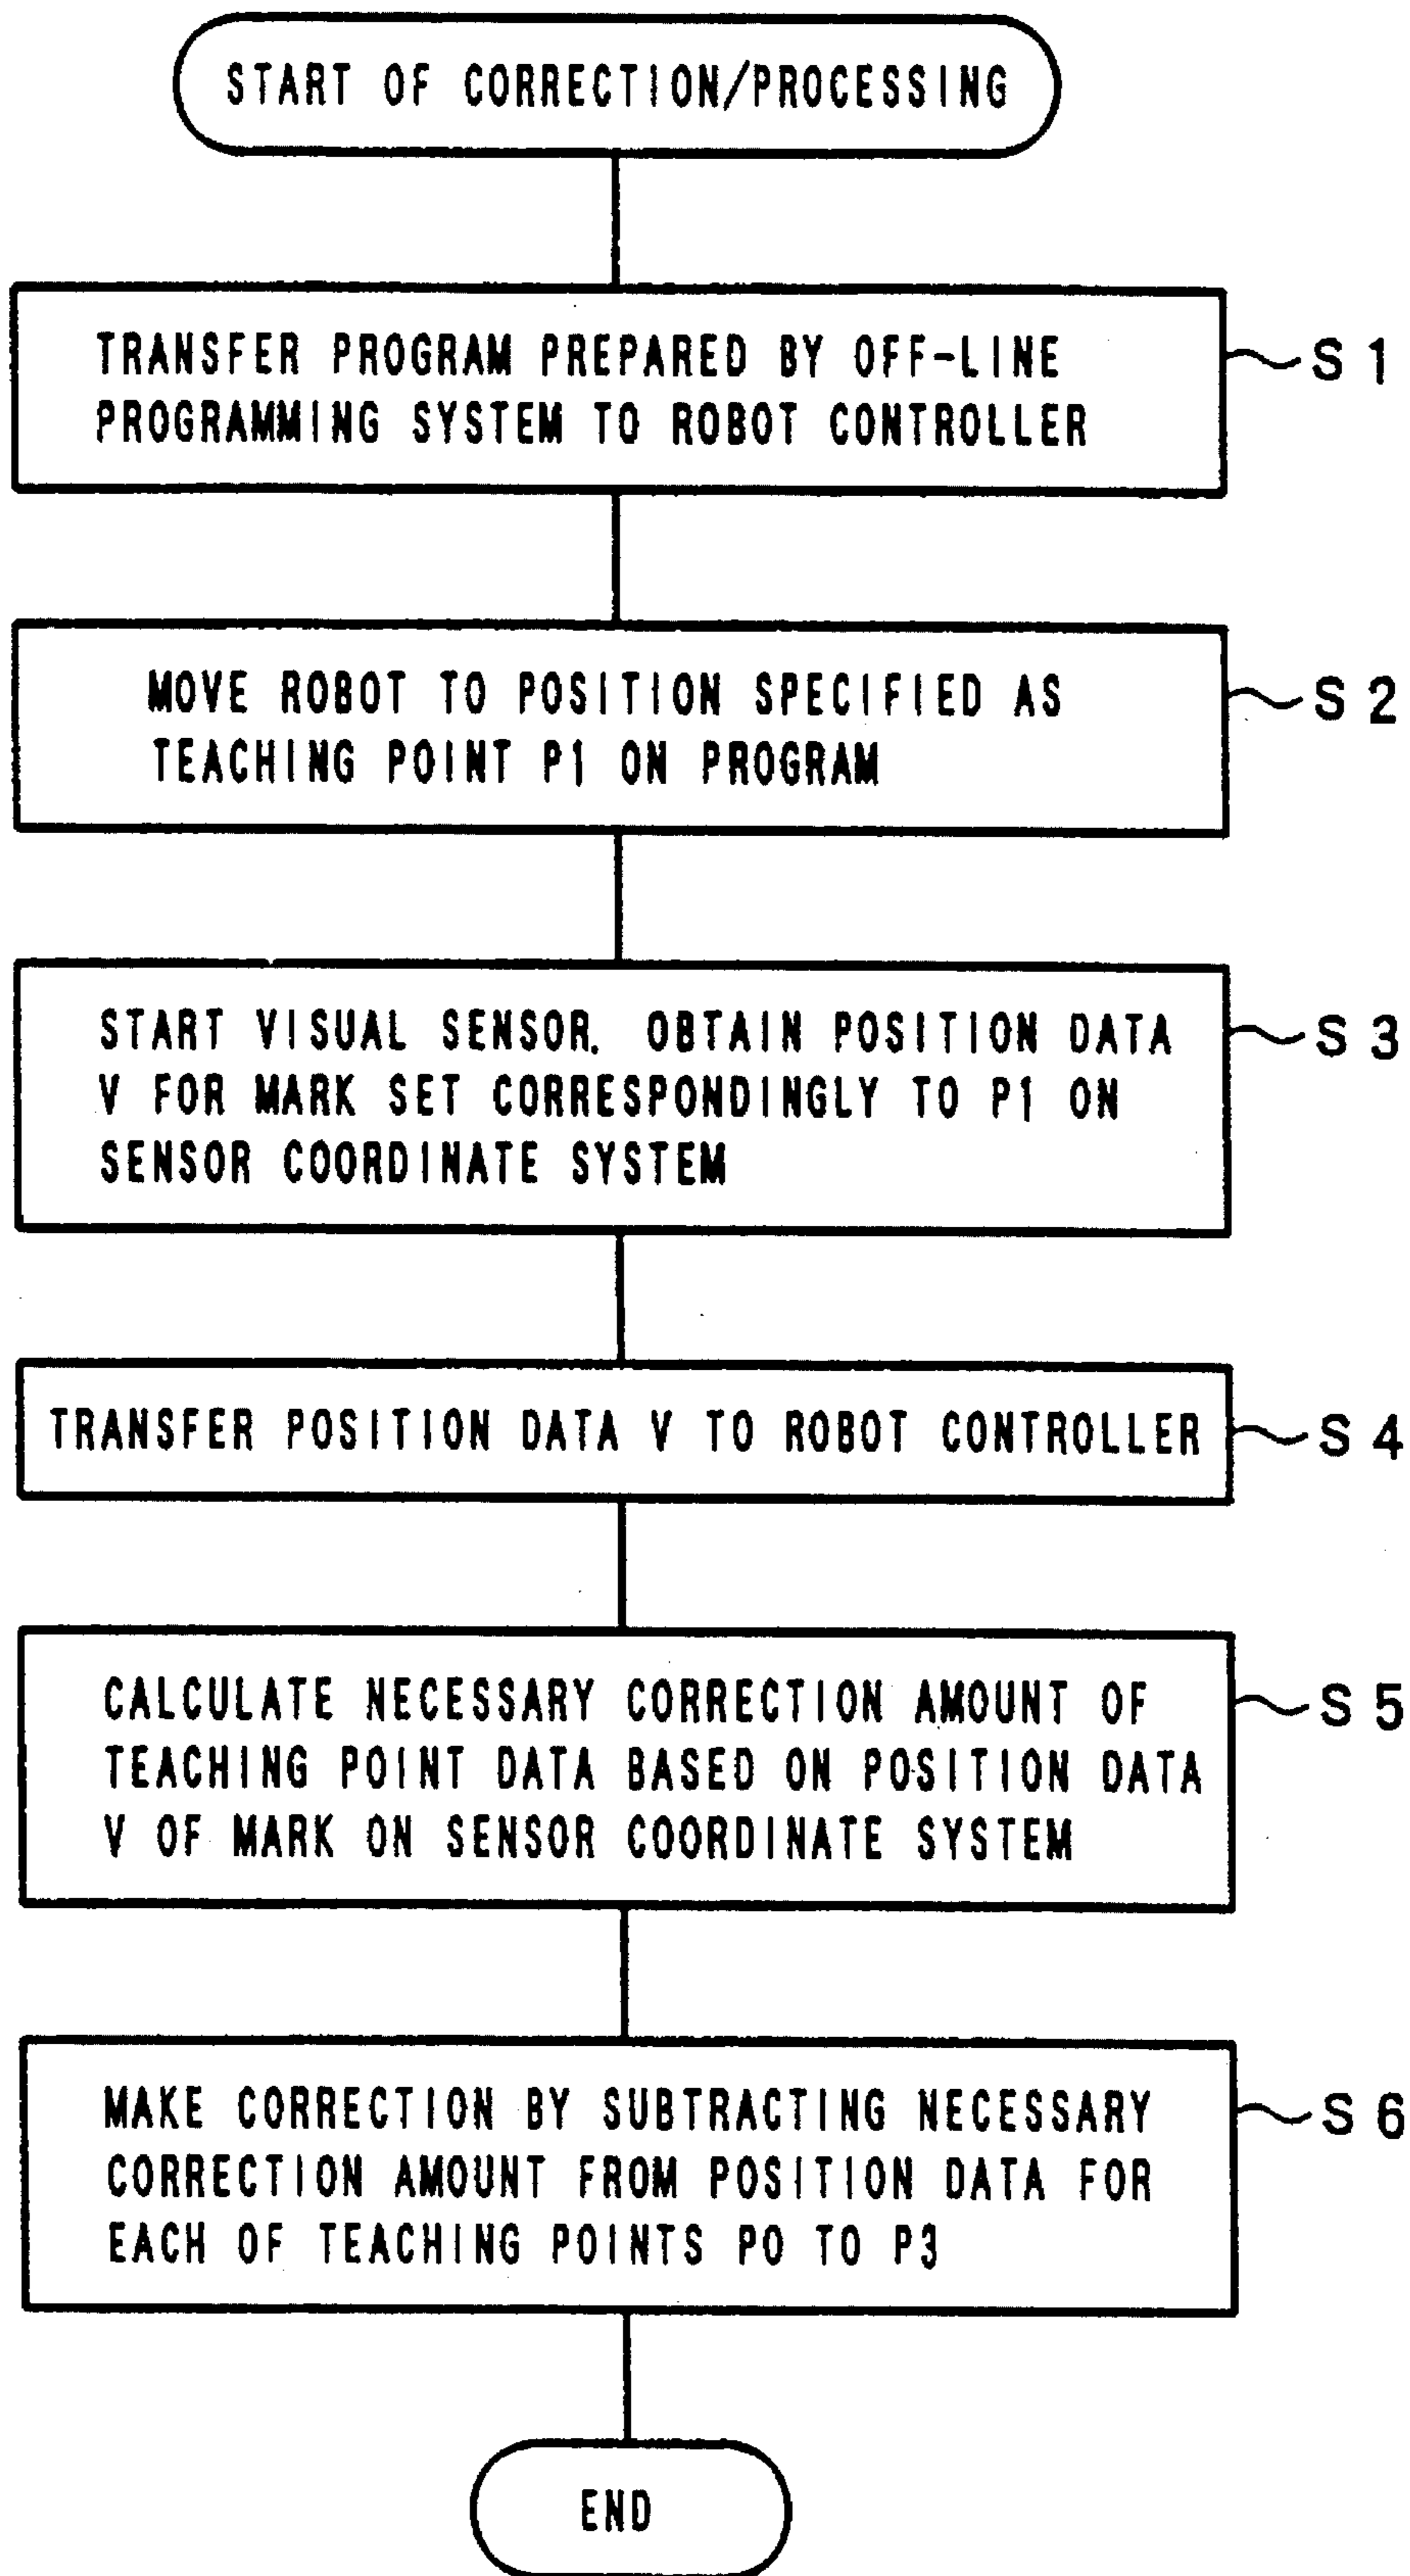 START OF CORRECTION/PROCESSING
TRANSFER PROGRAM PREPARED BY OFF-LINE
PROGRAMMING SYSTEM TO ROBOT CONTROLLER
S1
MOVE ROBOT TO POSITION SPECIFIED AS
TEACHING POINT P1 ON PROGRAM
S2
START VISUAL SENSOR. OBTAIN POSITION DATA
V FOR MARK SET CORRESPONDINGLY TO P1 ON
SENSOR COORDINATE SYSTEM
S3
TRANSFER POSITION DATA V TO ROBOT CONTROLLER
S4
CALCULATE NECESSARY CORRECTION AMOUNT OF
TEACHING POINT DATA BASED ON POSITION DATA
V OF MARK ON SENSOR COORDINATE SYSTEM
S5
MAKE CORRECTION BY SUBTRACTING NECESSARY
CORRECTION AMOUNT FROM POSITION DATA FOR
EACH OF TEACHING POINTS P0 TO P3
S6
END